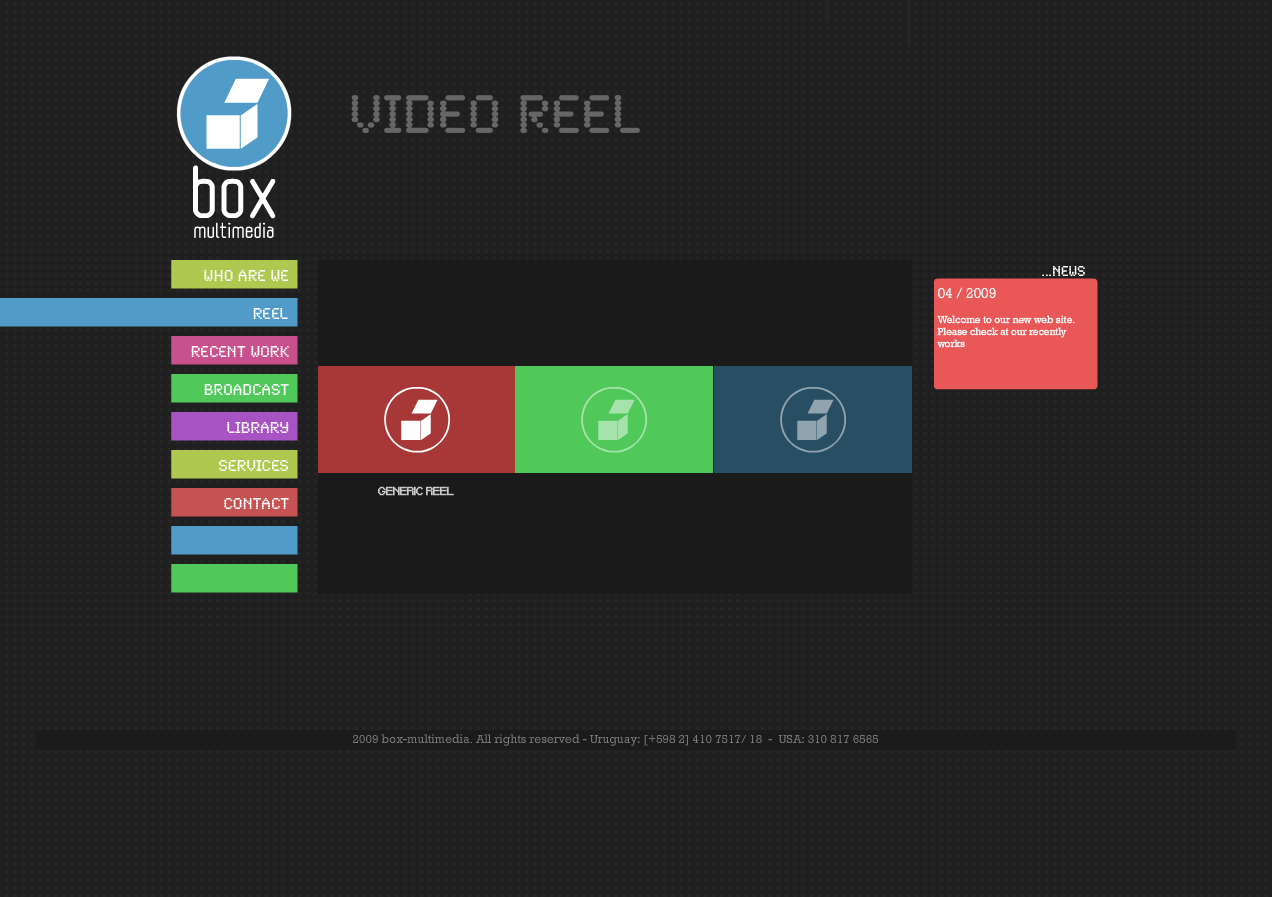 VIDEO REEL
box
multimedia
WHO ARE WE
REEL
RECENT WORK
BROADCAST
LIBRARY
SERVICES
CONTACT
GENERIC REEL
...NEWS
04 / 2009
Welcome to our new web site.
Please check at our recently
works
2009 box-multimedia. All rights reserved - Uruguay: [+598 2] 410 7517/ 18 - USA: 310 817 6565